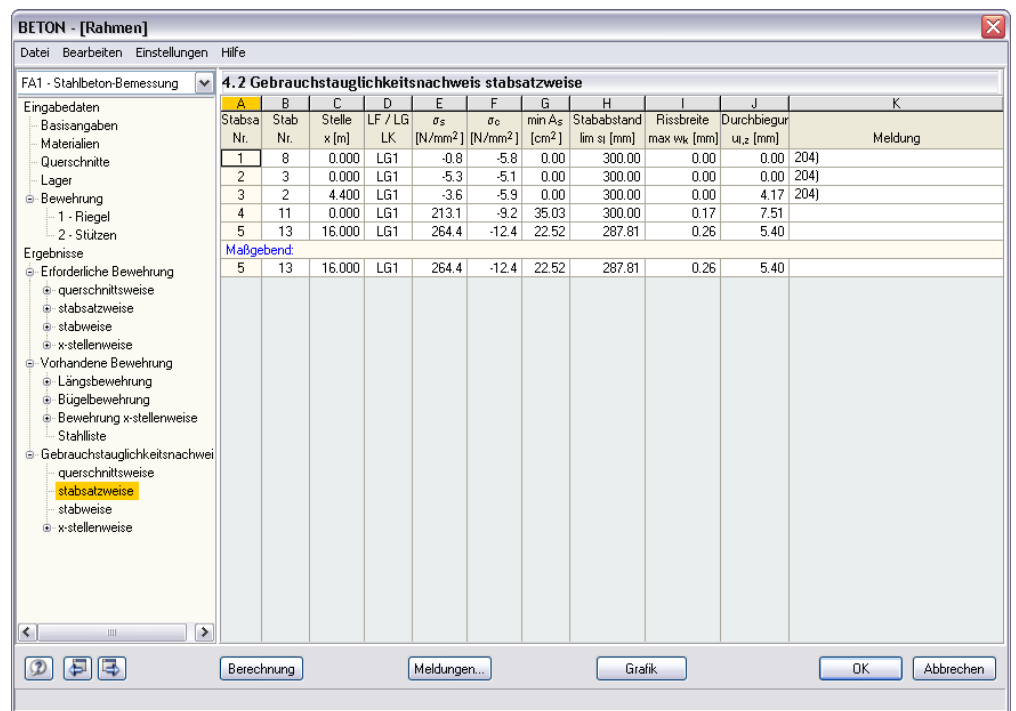 BETON - [Rahmen]
Datei Bearbeiten Einstellungen Hilfe
FA1 - Stahlbeton-Bemessung
Eingabedaten
Basisangaben
Materialien
Querschnitte
Lager
Bewehrung
1 - Riegel
2 - Stützen
Ergebnisse
Erforderliche Bewehrung
querschnittsweise
stabsatzweise
stabweise
x-stellenweise
Vorhandene Bewehrung
Längsbewehrung
Bügelbewehrung
Bewehrung x-stellenweise
Stahlliste
Gebrauchstauglichkeitsnachwei
querschnittsweise
stabsatzweise
stabweise
x-stellenweise
4.2 Gebrauchstauglichkeitsnachweis stabsatzweise
A B C D E F G H I J K
Stabsa Stab Stelle LF / LG σs σc min As Stababstand Rissbreite Durchbiegur
Nr. Nr. x [m] LK [N/mm²] [N/mm²] [cm²] lim sl [mm] max wk [mm] ul,z [mm] Meldung
1 8 0.000 LG1 -0.8 -5.8 0.00 300.00 0.00 0.00 204)
2 3 0.000 LG1 -5.3 -5.1 0.00 300.00 0.00 0.00 204)
3 2 4.400 LG1 -3.6 -5.9 0.00 300.00 0.00 4.17 204)
4 11 0.000 LG1 213.1 -9.2 35.03 300.00 0.17 7.51
5 13 16.000 LG1 264.4 -12.4 22.52 287.81 0.26 5.40
Maßgebend:
5 13 16.000 LG1 264.4 -12.4 22.52 287.81 0.26 5.40
Berechnung Meldungen... Grafik OK Abbrechen